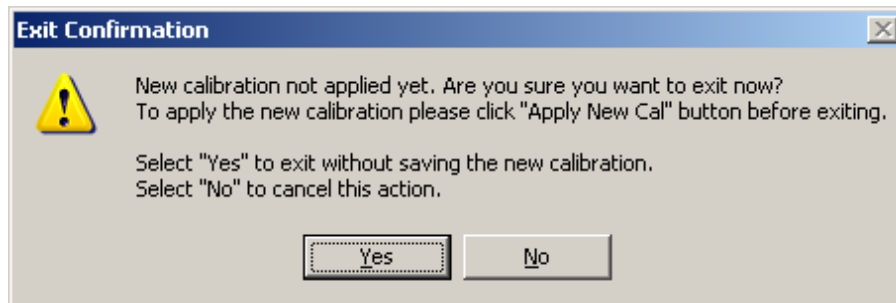 Exit Confirmation
New calibration not applied yet. Are you sure you want to exit now?
To apply the new calibration please click "Apply New Cal" button before exiting.
Select "Yes" to exit without saving the new calibration.
Select "No" to cancel this action.
Yes
No